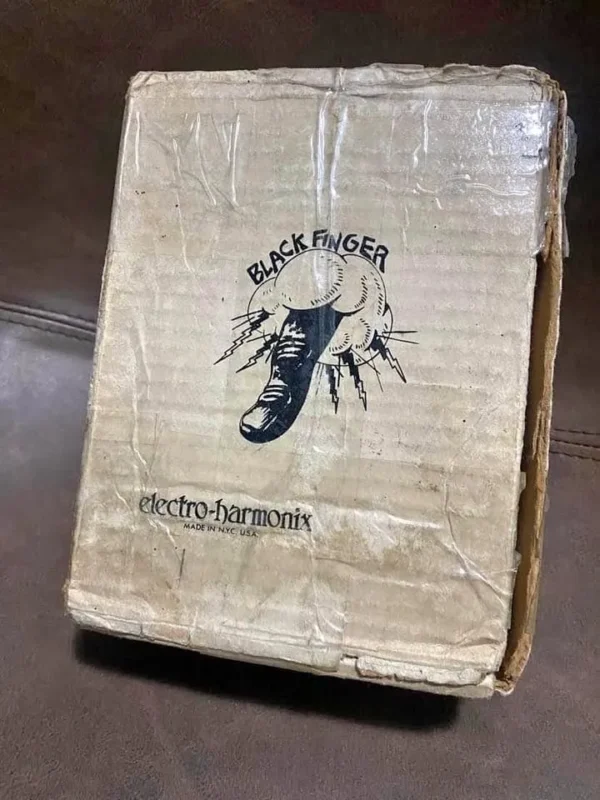 BLACK FINGER
electro-harmonix
MADE IN N.Y.C. U.S.A.